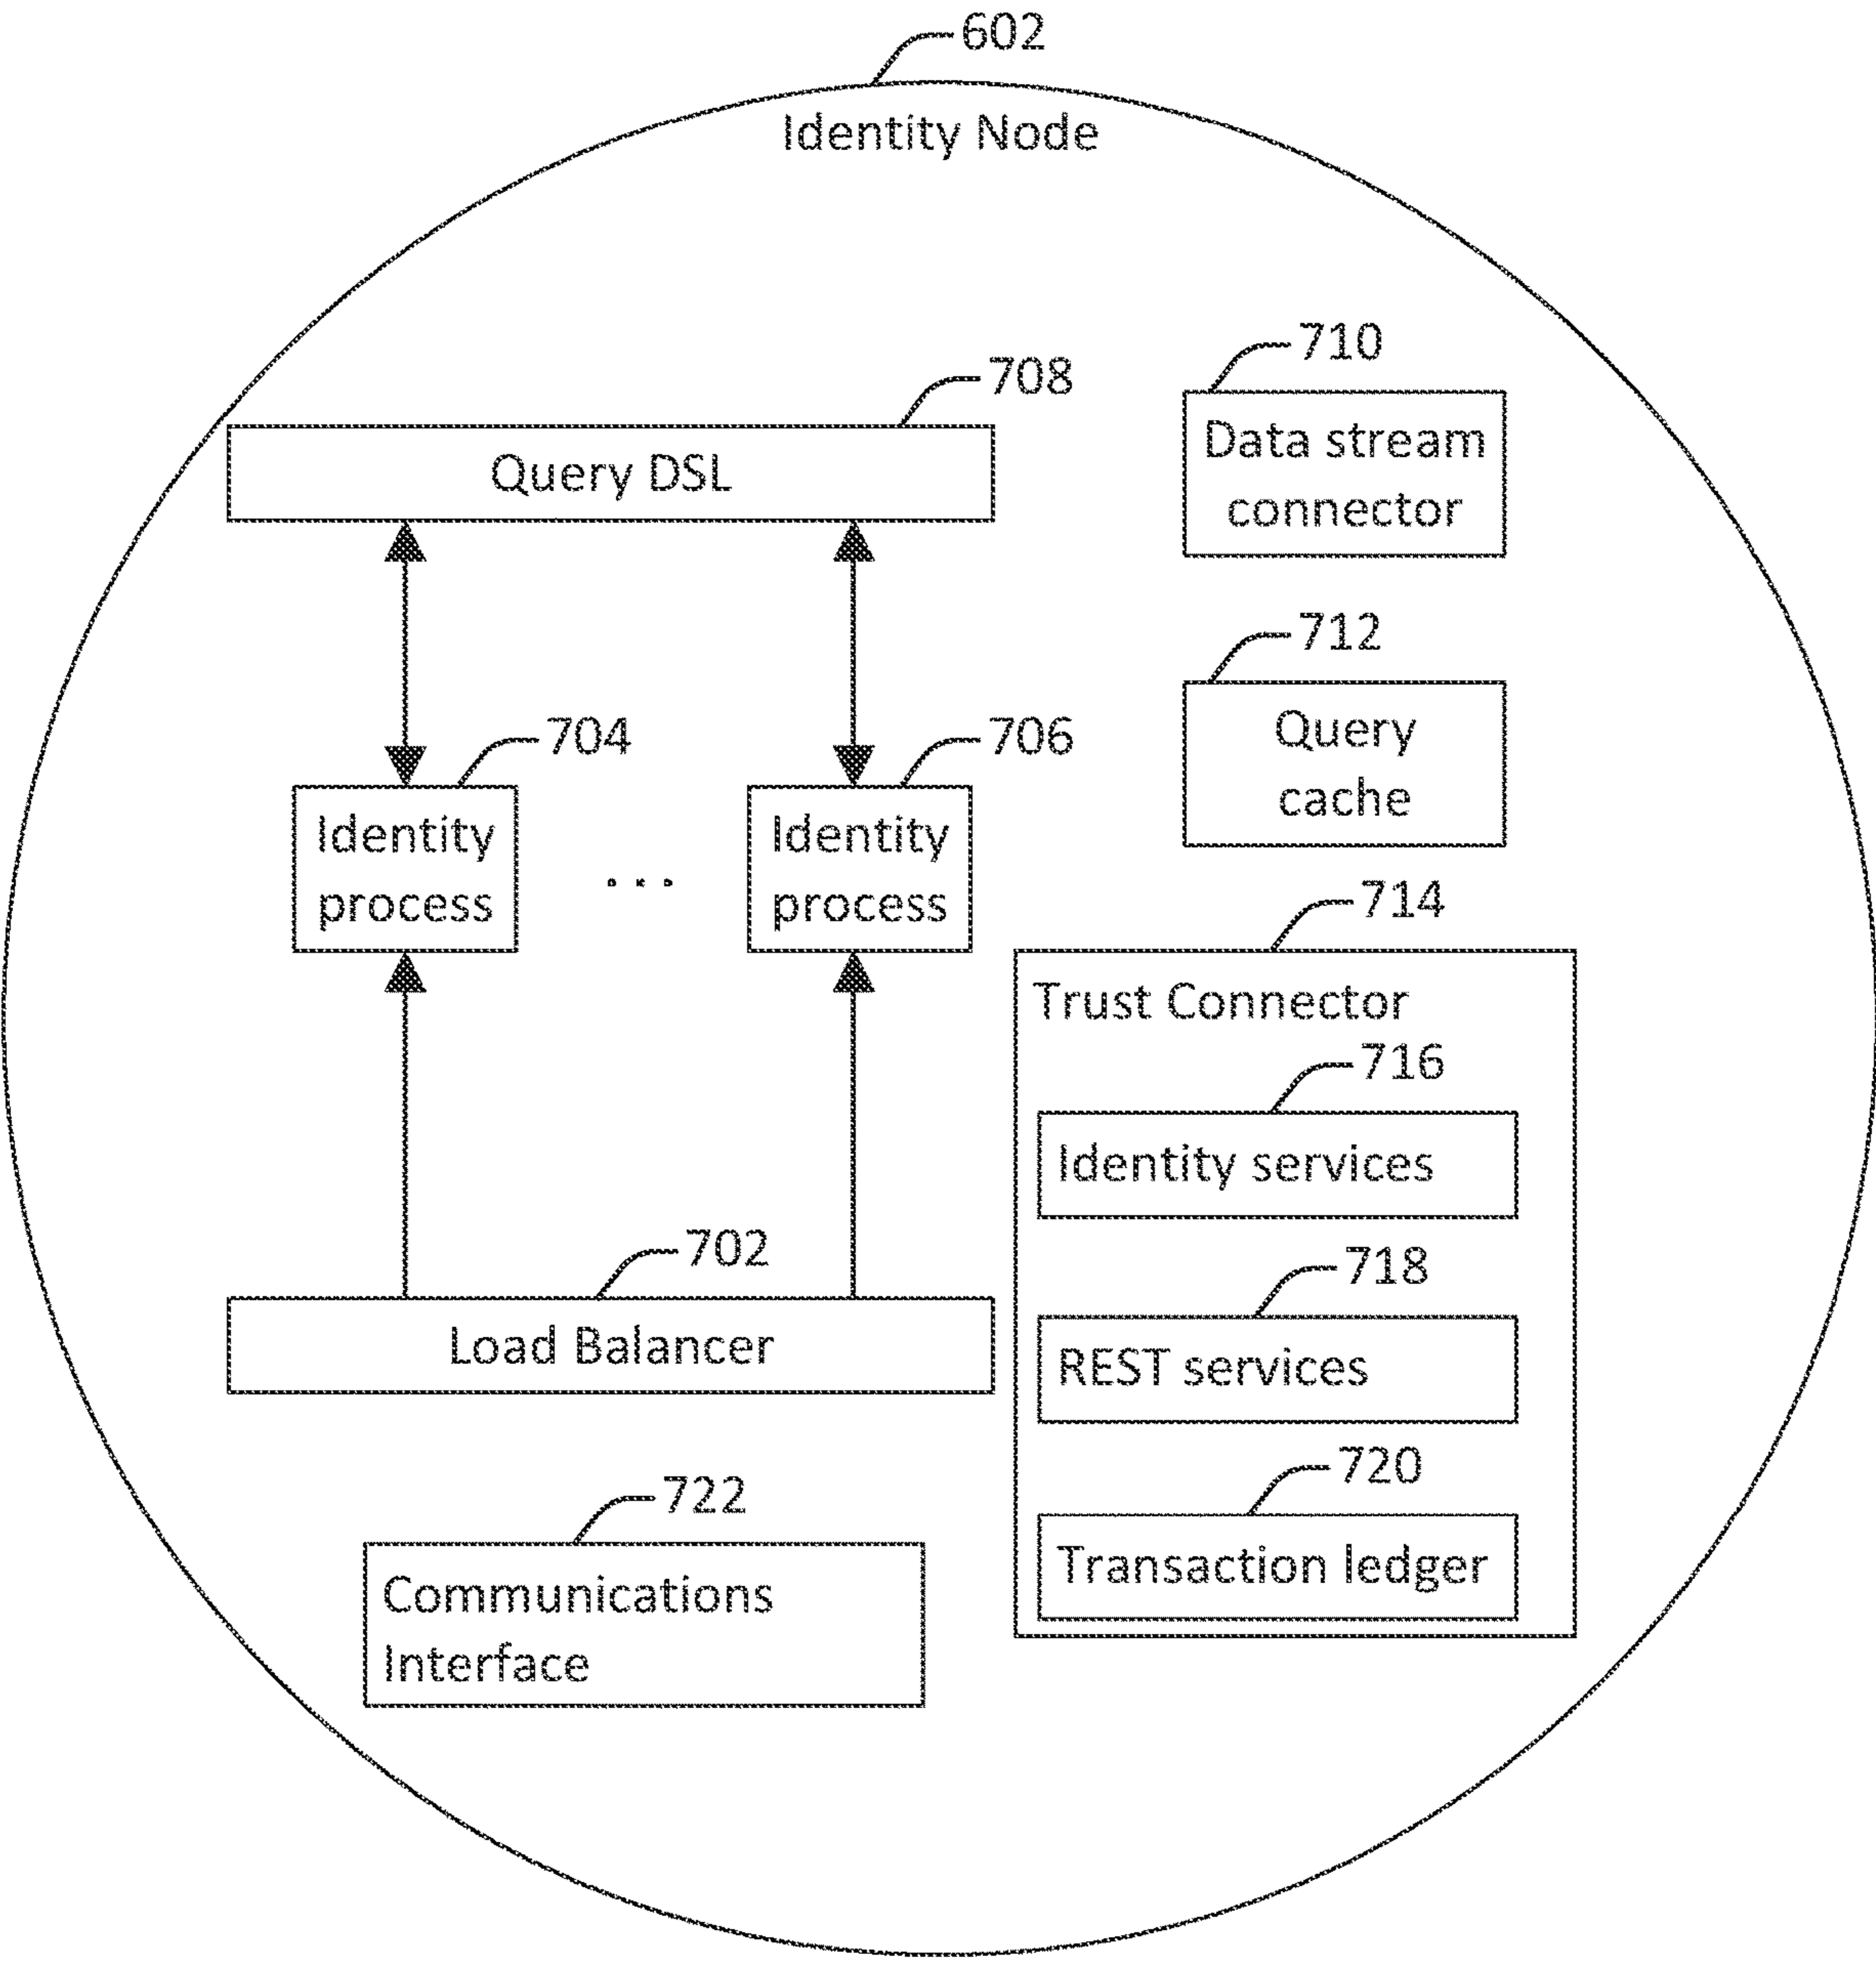 602
Identity Node
710
708
Data stream
connector
Query DSL
712
Query
cache
704
706
Identity
process
...
Identity
process
714
Trust Connector
716
Identity services
702
718
Load Balancer
REST services
722
720
Communications
Interface
Transaction ledger